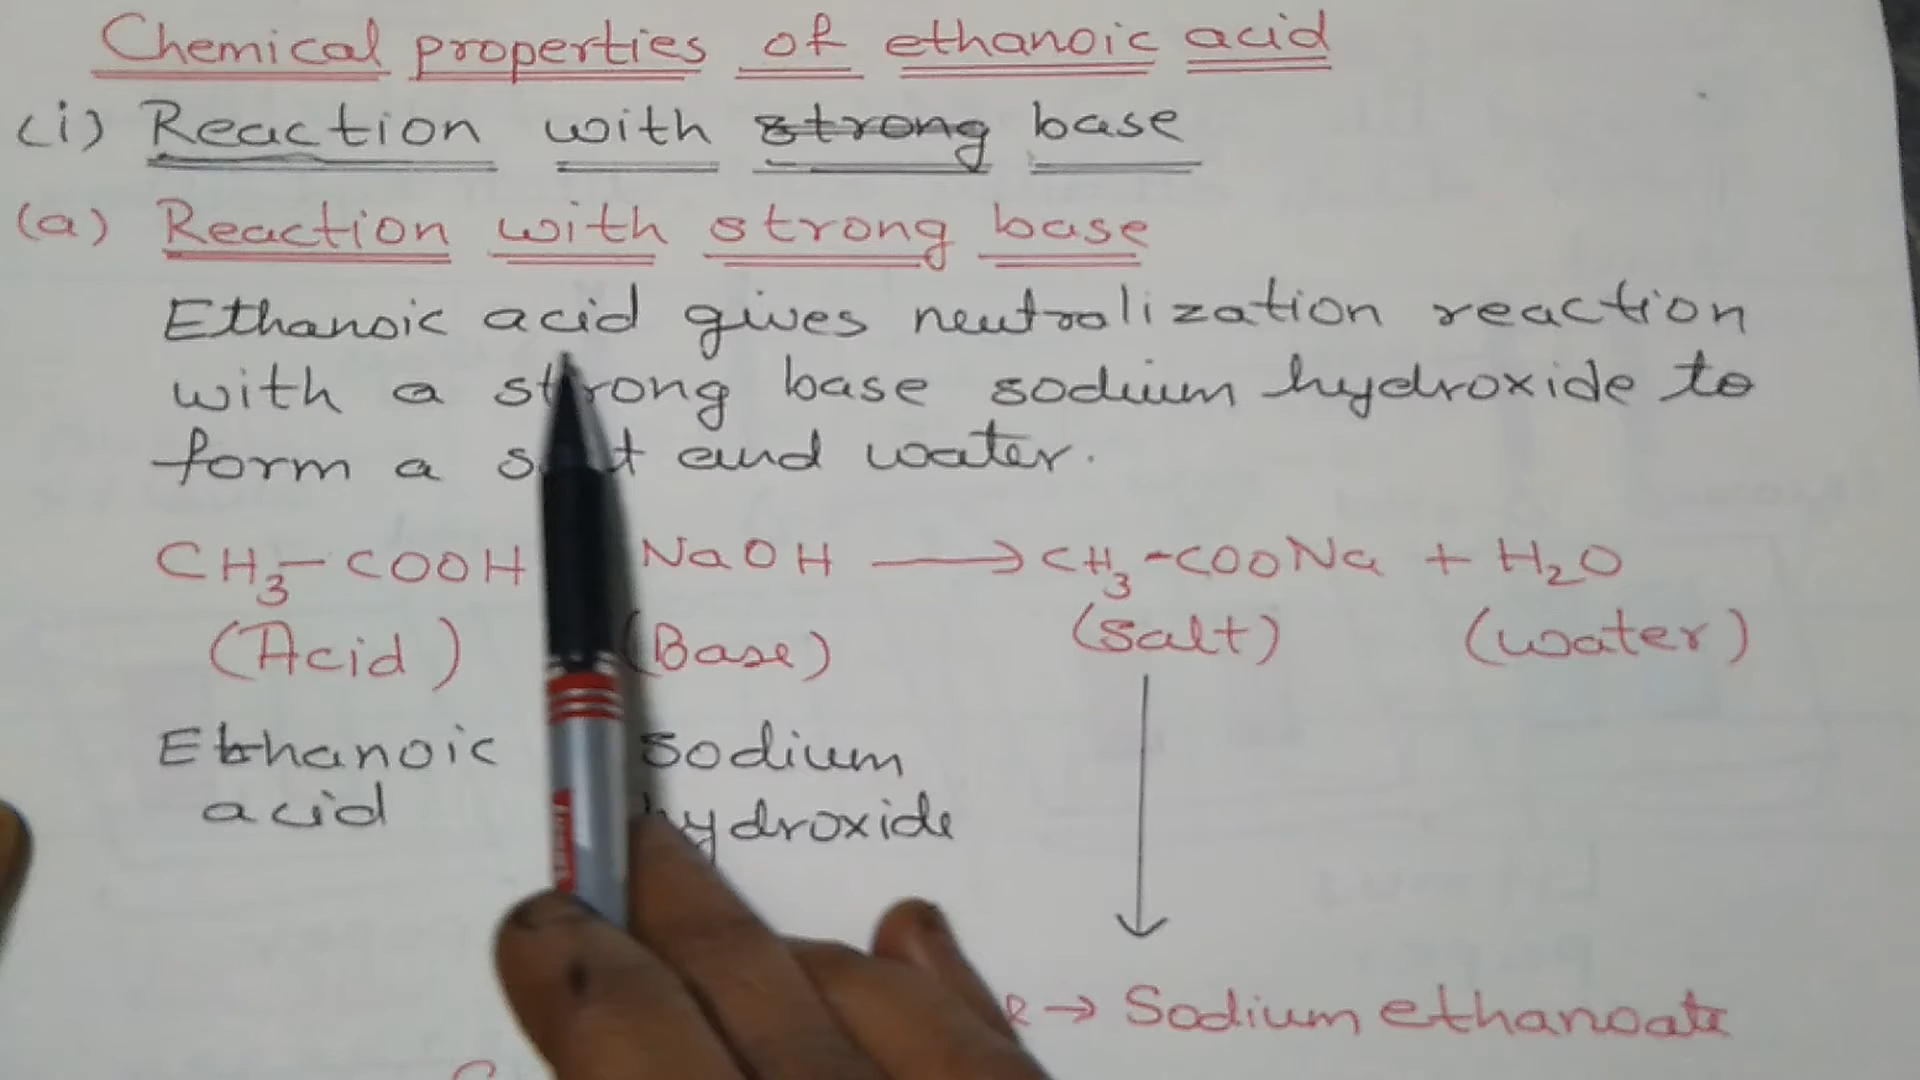 Chemical properties of ethanoic acid
(i) Reaction with strong base
(a) Reaction with strong base
Ethanoic acid gives neutralization reaction
with a strong base sodium hydroxide to
form a and water.
CH₃-COOH NaOH ⟶ CH₃-COONa + H₂O
(Acid) (Base) (salt) (water)
Ethanoic sodium
acid hydroxide
→ Sodium ethanoate